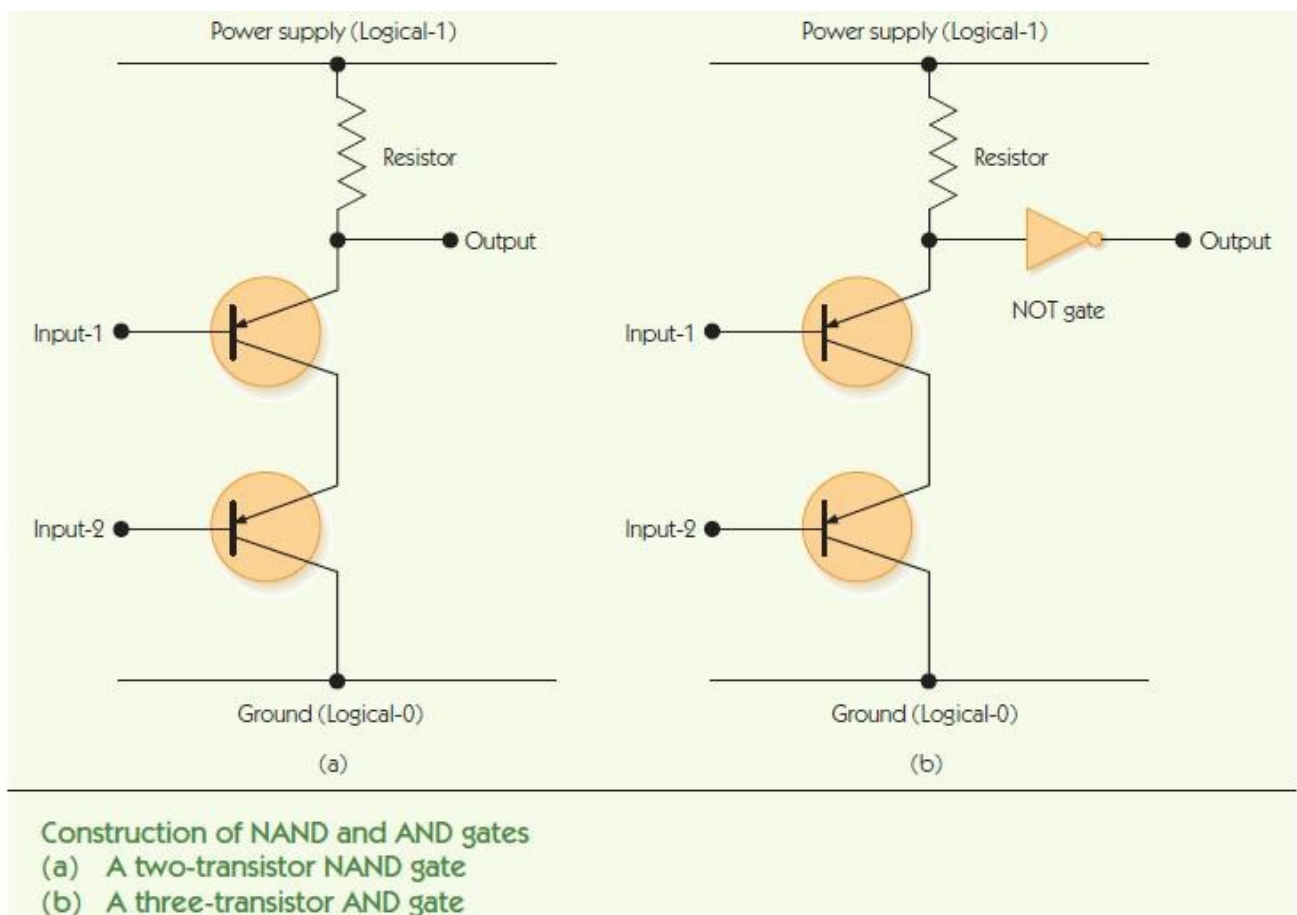 Power supply (Logical-1)
Resistor
Output
Input-1
Input-2
Ground (Logical-0)
(a)
Power supply (Logical-1)
Resistor
Output
NOT gate
Input-1
Input-2
Ground (Logical-0)
(b)
Construction of NAND and AND gates
(a) A two-transistor NAND gate
(b) A three-transistor AND gate